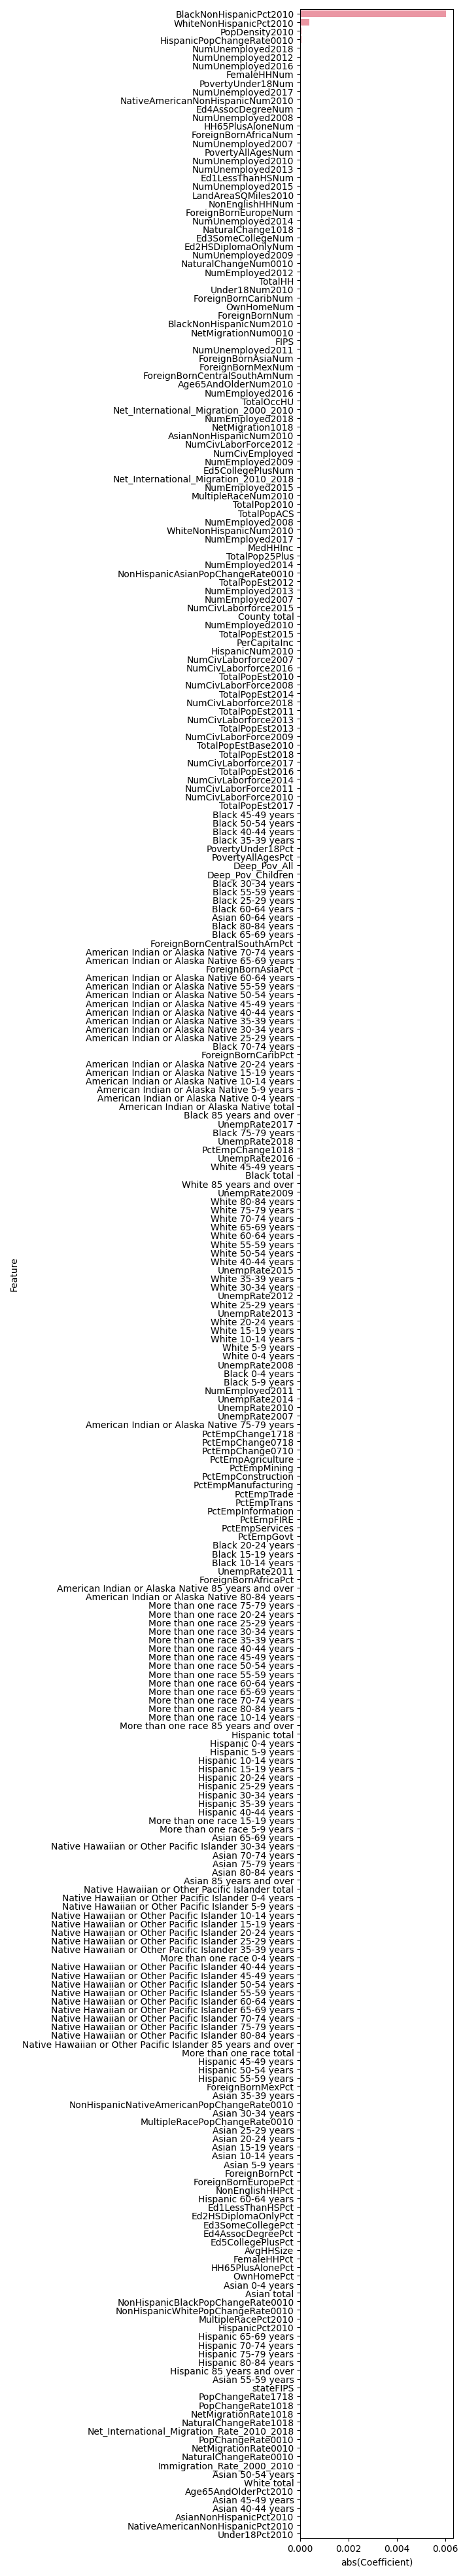 BlackNonHispanicPct2010
WhiteNonHispanicPct2010
PopDensity2010
HispanicPopChangeRate0010
NumUnemployed2018
NumUnemployed2012
NumUnemployed2016
FemaleHHNum
PovertyUnder18Num
NumUnemployed2017
NativeAmericanNonHispanicNum2010
Ed4AssocDegreeNum
NumUnemployed2008
HH65PlusAloneNum
ForeignBornAfricaNum
NumUnemployed2007
PovertyAllAgesNum
NumUnemployed2010
NumUnemployed2013
Ed1LessThanHSNum
NumUnemployed2015
LandAreaSQMiles2010
NonEnglishHHNum
ForeignBornEuropeNum
NumUnemployed2014
NaturalChange1018
Ed3SomeCollegeNum
Ed2HSDiplomaOnlyNum
NumUnemployed2009
NaturalChangeNum0010
NumEmployed2012
TotalHH
Under18Num2010
ForeignBornCaribNum
OwnHomeNum
ForeignBornNum
BlackNonHispanicNum2010
NetMigrationNum0010
FIPS
NumUnemployed2011
ForeignBornAsiaNum
ForeignBornMexNum
ForeignBornCentralSouthAmNum
Age65AndOlderNum2010
NumEmployed2016
TotalOccHU
Net_International_Migration_2000_2010
NumEmployed2018
NetMigration1018
AsianNonHispanicNum2010
NumCivLaborForce2012
NumCivEmployed
NumEmployed2009
Ed5CollegePlusNum
Net_International_Migration_2010_2018
NumEmployed2015
MultipleRaceNum2010
TotalPop2010
TotalPopACS
NumEmployed2008
WhiteNonHispanicNum2010
NumEmployed2017
MedHHInc
TotalPop25Plus
NumEmployed2014
NonHispanicAsianPopChangeRate0010
TotalPopEst2012
NumEmployed2013
NumEmployed2007
NumCivLaborforce2015
County total
NumEmployed2010
TotalPopEst2015
PerCapitaInc
HispanicNum2010
NumCivLaborforce2007
NumCivLaborforce2016
TotalPopEst2010
NumCivLaborForce2008
TotalPopEst2014
NumCivLaborforce2018
TotalPopEst2011
NumCivLaborforce2013
TotalPopEst2013
NumCivLaborForce2009
TotalPopEstBase2010
TotalPopEst2018
NumCivLaborforce2017
TotalPopEst2016
NumCivLaborforce2014
NumCivLaborForce2011
NumCivLaborForce2010
TotalPopEst2017
Black 45-49 years
Black 50-54 years
Black 40-44 years
Black 35-39 years
PovertyUnder18Pct
PovertyAllAgesPct
Deep_Pov_All
Deep_Pov_Children
Black 30-34 years
Black 55-59 years
Black 25-29 years
Black 60-64 years
Asian 60-64 years
Black 80-84 years
Black 65-69 years
ForeignBornCentralSouthAmPct
American Indian or Alaska Native 70-74 years
American Indian or Alaska Native 65-69 years
ForeignBornAsiaPct
American Indian or Alaska Native 60-64 years
American Indian or Alaska Native 55-59 years
American Indian or Alaska Native 50-54 years
American Indian or Alaska Native 45-49 years
American Indian or Alaska Native 40-44 years
American Indian or Alaska Native 35-39 years
American Indian or Alaska Native 30-34 years
American Indian or Alaska Native 25-29 years
Black 70-74 years
ForeignBornCaribPct
American Indian or Alaska Native 20-24 years
American Indian or Alaska Native 15-19 years
American Indian or Alaska Native 10-14 years
American Indian or Alaska Native 5-9 years
American Indian or Alaska Native 0-4 years
American Indian or Alaska Native total
Black 85 years and over
UnempRate2017
Black 75-79 years
UnempRate2018
PctEmpChange1018
UnempRate2016
White 45-49 years
Black total
White 85 years and over
UnempRate2009
White 80-84 years
White 75-79 years
White 70-74 years
White 65-69 years
White 60-64 years
White 55-59 years
White 50-54 years
White 40-44 years
UnempRate2015
White 35-39 years
White 30-34 years
UnempRate2012
White 25-29 years
UnempRate2013
White 20-24 years
White 15-19 years
White 10-14 years
White 5-9 years
White 0-4 years
UnempRate2008
Black 0-4 years
Black 5-9 years
NumEmployed2011
UnempRate2014
UnempRate2010
UnempRate2007
American Indian or Alaska Native 75-79 years
PctEmpChange1718
PctEmpChange0718
PctEmpChange0710
PctEmpAgriculture
PctEmpMining
PctEmpConstruction
PctEmpManufacturing
PctEmpTrade
PctEmpTrans
PctEmpInformation
PctEmpFIRE
PctEmpServices
PctEmpGovt
Black 20-24 years
Black 15-19 years
Black 10-14 years
UnempRate2011
ForeignBornAfricaPct
American Indian or Alaska Native 85 years and over
American Indian or Alaska Native 80-84 years
More than one race 75-79 years
More than one race 20-24 years
More than one race 25-29 years
More than one race 30-34 years
More than one race 35-39 years
More than one race 40-44 years
More than one race 45-49 years
More than one race 50-54 years
More than one race 55-59 years
More than one race 60-64 years
More than one race 65-69 years
More than one race 70-74 years
More than one race 80-84 years
More than one race 10-14 years
More than one race 85 years and over
Hispanic total
Hispanic 0-4 years
Hispanic 5-9 years
Hispanic 10-14 years
Hispanic 15-19 years
Hispanic 20-24 years
Hispanic 25-29 years
Hispanic 30-34 years
Hispanic 35-39 years
Hispanic 40-44 years
More than one race 15-19 years
More than one race 5-9 years
Asian 65-69 years
Native Hawaiian or Other Pacific Islander 30-34 years
Asian 70-74 years
Asian 75-79 years
Asian 80-84 years
Asian 85 years and over
Native Hawaiian or Other Pacific Islander total
Native Hawaiian or Other Pacific Islander 0-4 years
Native Hawaiian or Other Pacific Islander 5-9 years
Native Hawaiian or Other Pacific Islander 10-14 years
Native Hawaiian or Other Pacific Islander 15-19 years
Native Hawaiian or Other Pacific Islander 20-24 years
Native Hawaiian or Other Pacific Islander 25-29 years
Native Hawaiian or Other Pacific Islander 35-39 years
More than one race 0-4 years
Native Hawaiian or Other Pacific Islander 40-44 years
Native Hawaiian or Other Pacific Islander 45-49 years
Native Hawaiian or Other Pacific Islander 50-54 years
Native Hawaiian or Other Pacific Islander 55-59 years
Native Hawaiian or Other Pacific Islander 60-64 years
Native Hawaiian or Other Pacific Islander 65-69 years
Native Hawaiian or Other Pacific Islander 70-74 years
Native Hawaiian or Other Pacific Islander 75-79 years
Native Hawaiian or Other Pacific Islander 80-84 years
Native Hawaiian or Other Pacific Islander 85 years and over
More than one race total
Hispanic 45-49 years
Hispanic 50-54 years
Hispanic 55-59 years
ForeignBornMexPct
Asian 35-39 years
NonHispanicNativeAmericanPopChangeRate0010
Asian 30-34 years
MultipleRacePopChangeRate0010
Asian 25-29 years
Asian 20-24 years
Asian 15-19 years
Asian 10-14 years
Asian 5-9 years
ForeignBornPct
ForeignBornEuropePct
NonEnglishHHPct
Hispanic 60-64 years
Ed1LessThanHSPct
Ed2HSDiplomaOnlyPct
Ed3SomeCollegePct
Ed4AssocDegreePct
Ed5CollegePlusPct
AvgHHSize
FemaleHHPct
HH65PlusAlonePct
OwnHomePct
Asian 0-4 years
Asian total
NonHispanicBlackPopChangeRate0010
NonHispanicWhitePopChangeRate0010
MultipleRacePct2010
HispanicPct2010
Hispanic 65-69 years
Hispanic 70-74 years
Hispanic 75-79 years
Hispanic 80-84 years
Hispanic 85 years and over
Asian 55-59 years
stateFIPS
PopChangeRate1718
PopChangeRate1018
NetMigrationRate1018
NaturalChangeRate1018
Net_International_Migration_Rate_2010_2018
PopChangeRate0010
NetMigrationRate0010
NaturalChangeRate0010
Immigration_Rate_2000_2010
Asian 50-54 years
White total
Age65AndOlderPct2010
Asian 45-49 years
Asian 40-44 years
AsianNonHispanicPct2010
NativeAmericanNonHispanicPct2010
Under18Pct2010
Feature
0.000 0.002 0.004 0.006
abs(Coefficient)